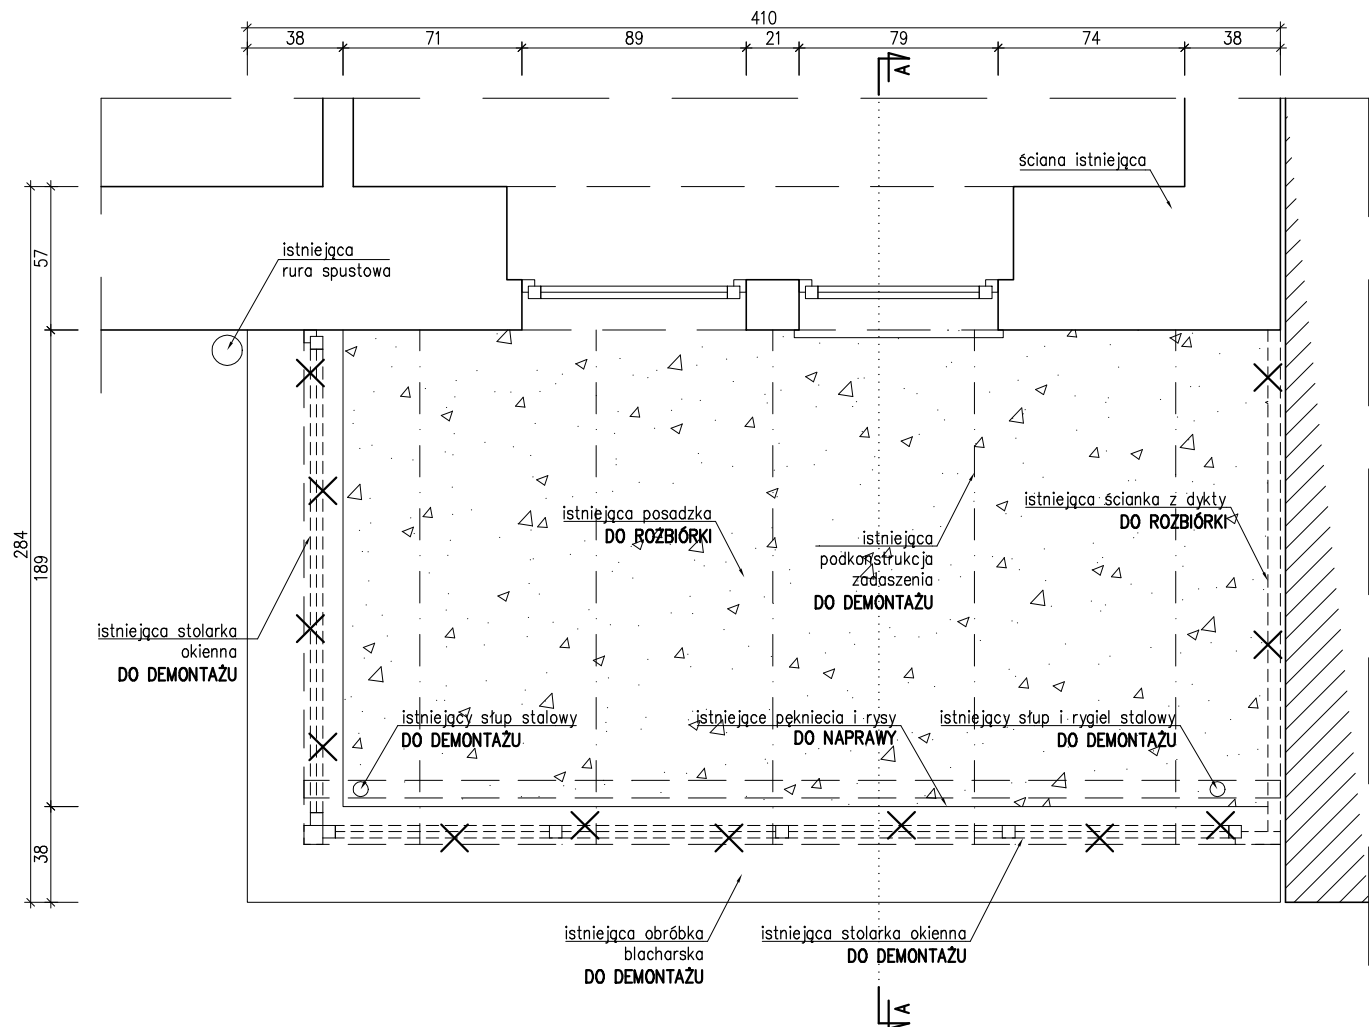 410
38 71 89 21 79 74 38
A
ściana istniejąca
57
istniejąca
rura spustowa
284
189
istniejąca posadzka
DO ROZBIÓRKI
istniejąca ścianka z dykty
DO ROZBIÓRKI
istniejąca
podkonstrukcja
zadaszenia
DO DEMONTAŻU
istniejąca stolarka
okienna
DO DEMONTAŻU
istniejący słup stalowy
DO DEMONTAŻU
istniejące pękniecia i rysy
DO NAPRAWY
istniejący słup i rygiel stalowy
DO DEMONTAŻU
38
istniejąca obróbka
blacharska
DO DEMONTAŻU
istniejąca stolarka okienna
DO DEMONTAŻU
A